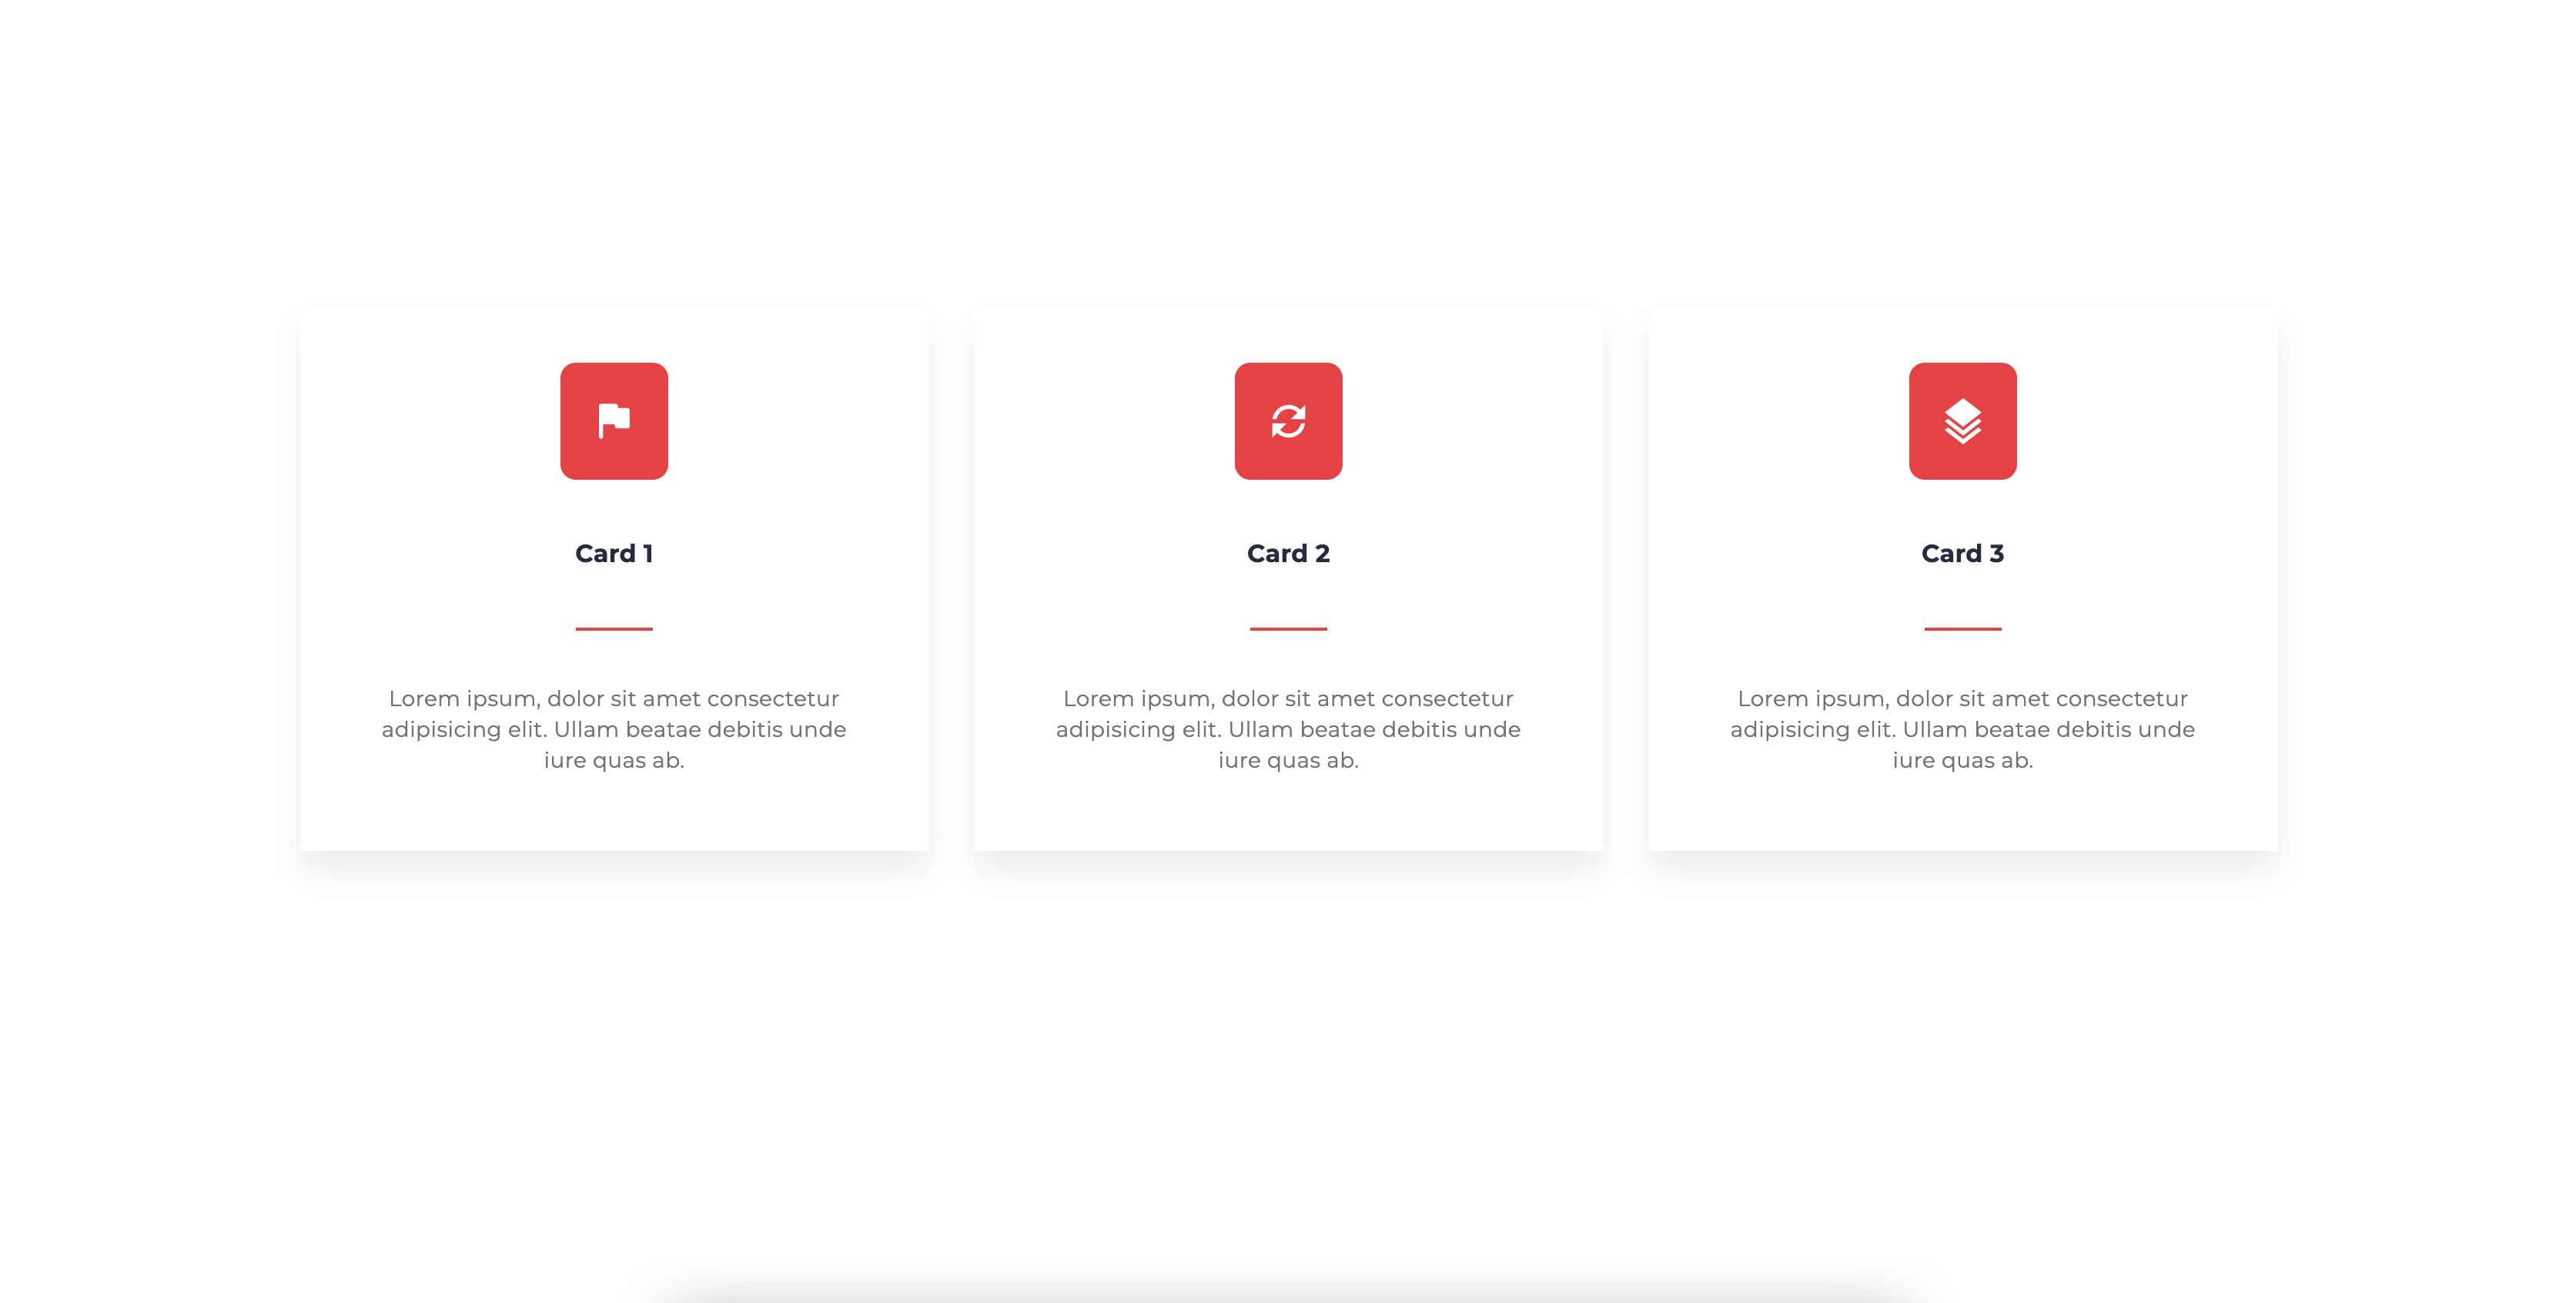 Card 1
Lorem ipsum, dolor sit amet consectetur
adipisicing elit. Ullam beatae debitis unde
iure quas ab.
Card 2
Lorem ipsum, dolor sit amet consectetur
adipisicing elit. Ullam beatae debitis unde
iure quas ab.
Card 3
Lorem ipsum, dolor sit amet consectetur
adipisicing elit. Ullam beatae debitis unde
iure quas ab.